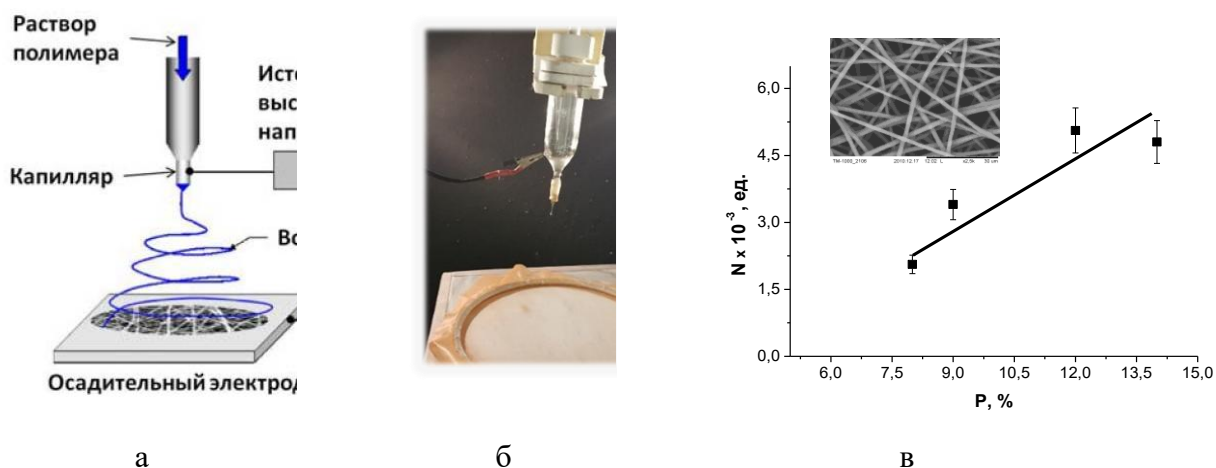 Раствор
полимера
Исто
выс
нап
Капилляр
Во
Осадительный электрод
а
б
N x 10⁻³, ед.
6,0
4,5
3,0
1,5
0,0
6,0 7,5 9,0 10,5 12,0 13,5 15,0
P, %
в